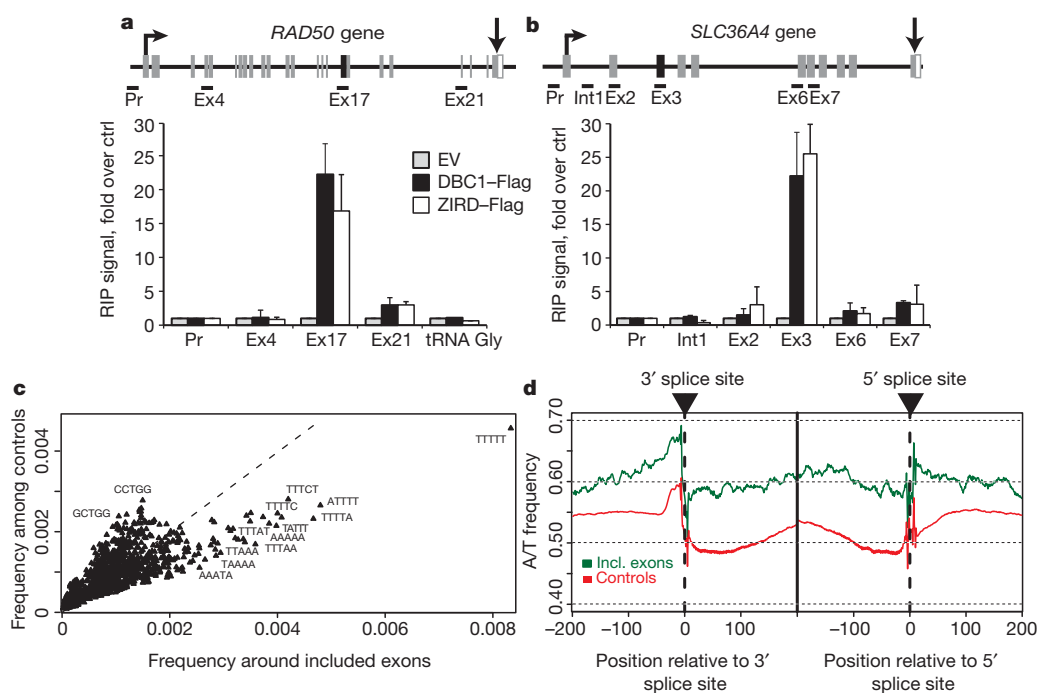 a
RAD50 gene
Pr Ex4 Ex17 Ex21
RIP signal, fold over ctrl
30
25
20
15
10
5
0
EV
DBC1–Flag
ZIRD–Flag
Pr Ex4 Ex17 Ex21 tRNA Gly
b
SLC36A4 gene
Pr Int1 Ex2 Ex3 Ex6 Ex7
RIP signal, fold over ctrl
30
25
20
15
10
5
0
Pr Int1 Ex2 Ex3 Ex6 Ex7
c
Frequency among controls
0.004
0.002
0
TTTTT
CCTGG
TTTCT
ATTTT
GCTGG
TTTTC
TTTTA
TTTAT
TATTT
AAAAA
TTAAA
TTTAA
TAAAA
AAATA
0 0.002 0.004 0.006 0.008
Frequency around included exons
d
3′ splice site
5′ splice site
A/T frequency
0.70
0.60
0.50
0.40
Incl. exons
Controls
–200 –100 0 100 –100 0 100 200
Position relative to 3′
splice site
Position relative to 5′
splice site